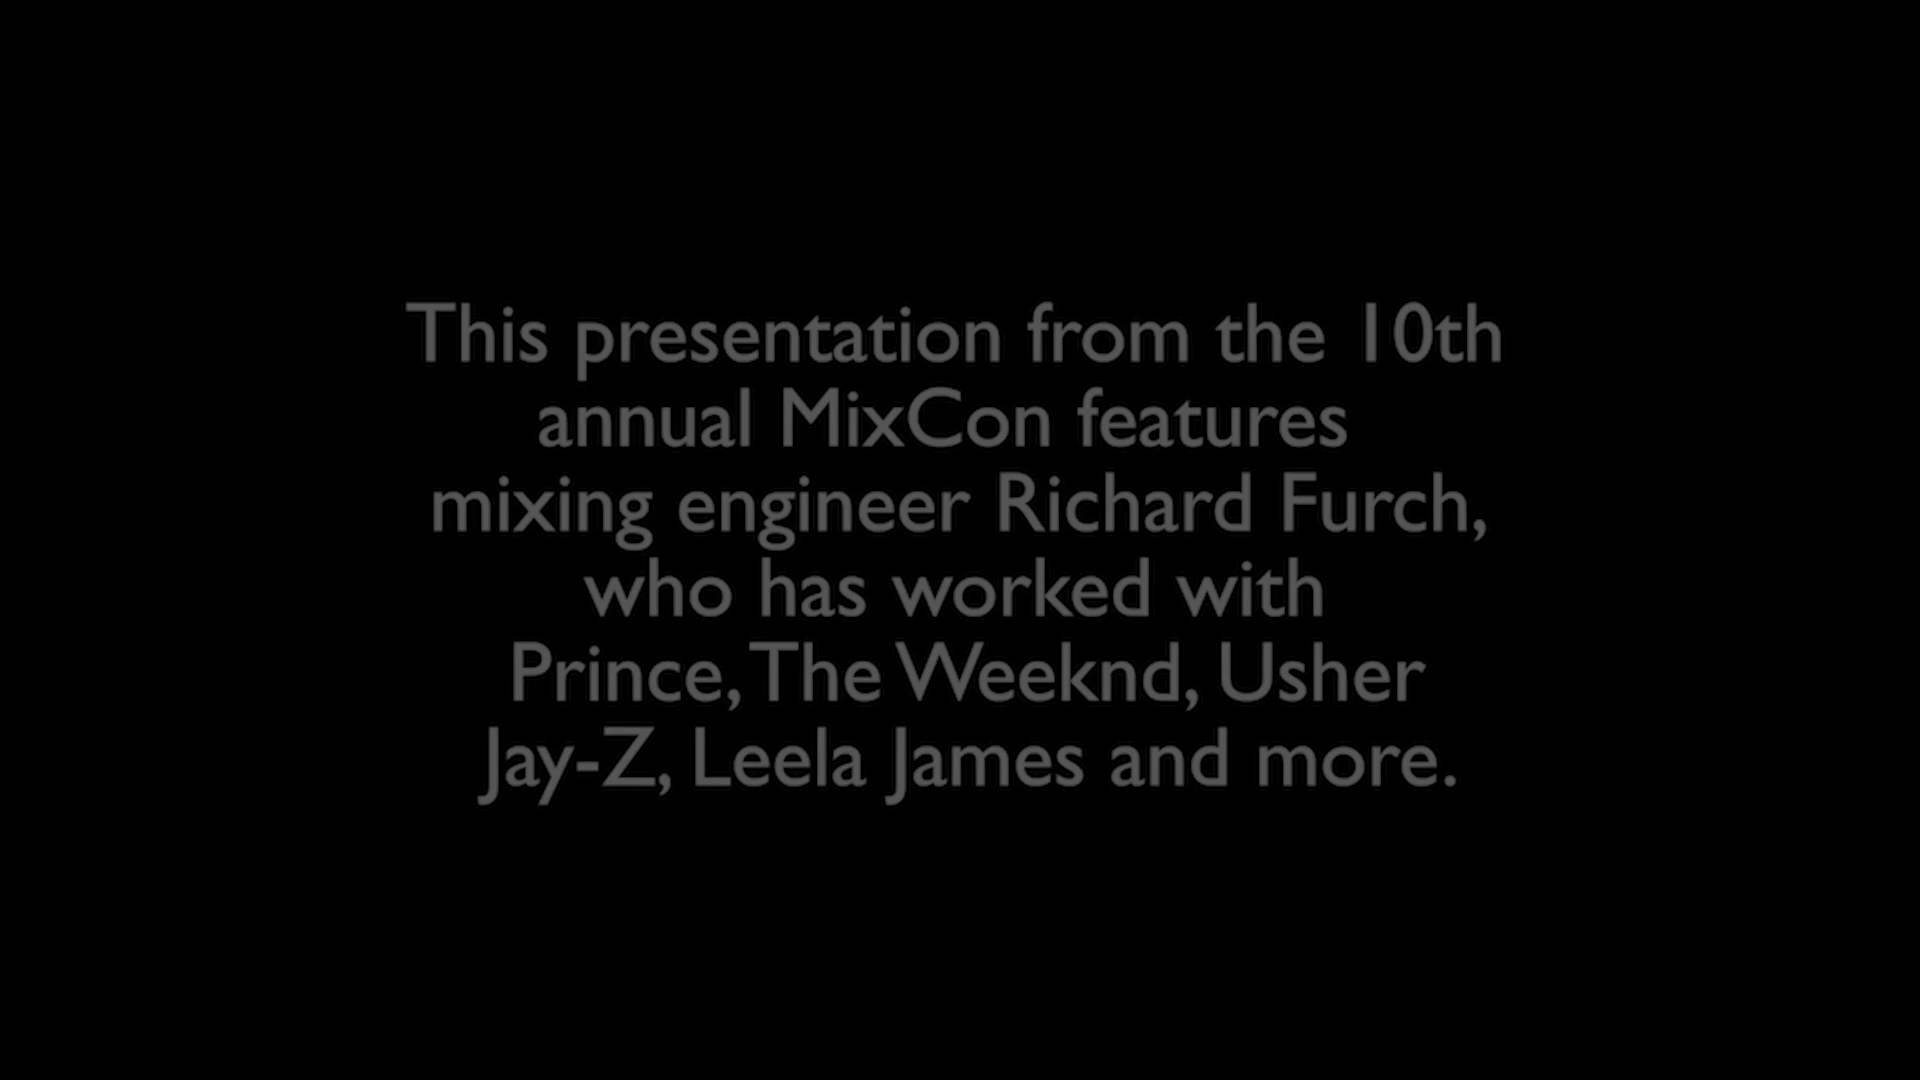 This presentation from the 10th
annual MixCon features
mixing engineer Richard Furch,
who has worked with
Prince, The Weeknd, Usher
Jay-Z, Leela James and more.